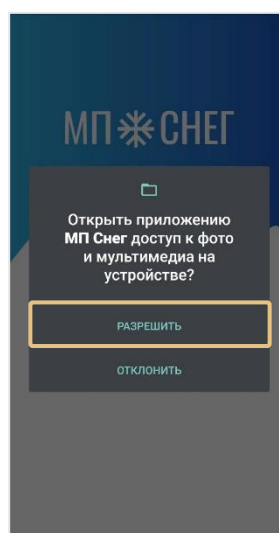 МП СНЕГ
Открыть приложению
МП Снег доступ к фото
и мультимедиа на
устройстве?
РАЗРЕШИТЬ
ОТКЛОНИТЬ